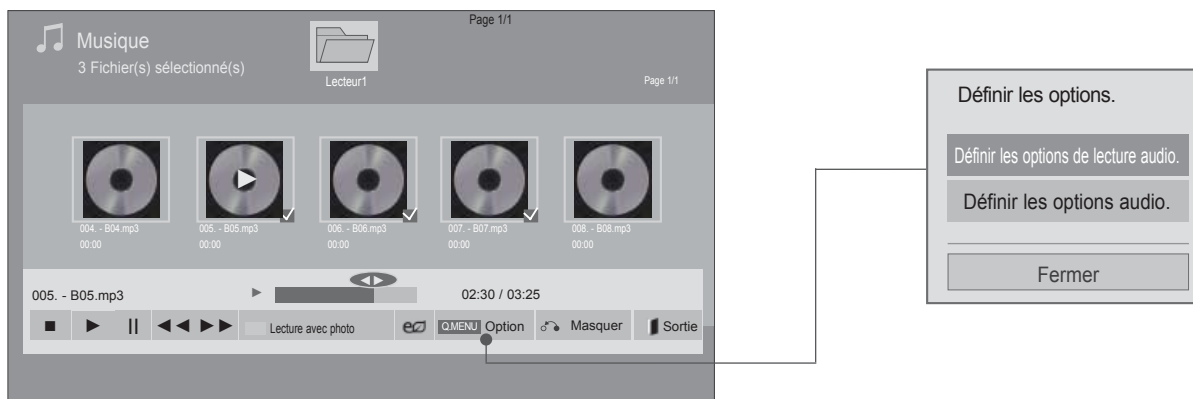 Page 1/1
Musique
3 Fichier(s) sélectionné(s)
Lecteur1
Page 1/1
004. - B04.mp3
00:00
005. - B05.mp3
00:00
006. - B06.mp3
00:00
007. - B07.mp3
00:00
008. - B08.mp3
00:00
005. - B05.mp3
02:30 / 03:25
Lecture avec photo
Q.MENU Option
Masquer
Sortie
Définir les options.
Définir les options de lecture audio.
Définir les options audio.
Fermer